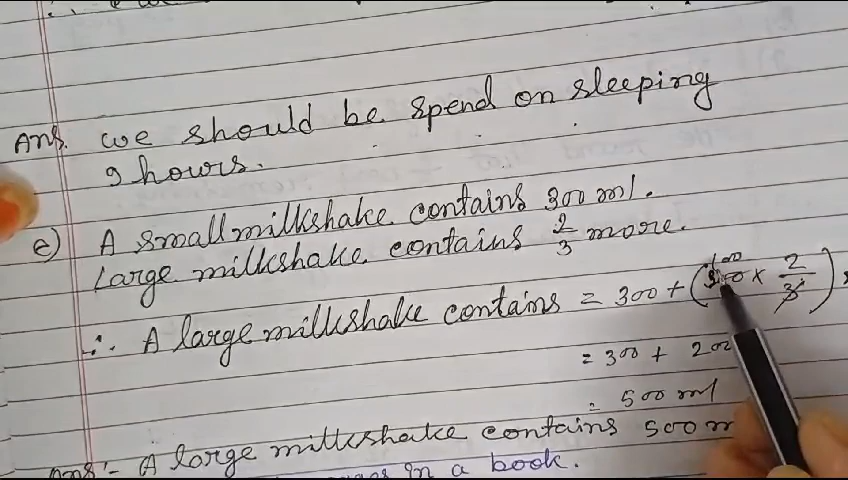 Ans. we should be spend on sleeping
9 hours.
e) A small milkshake contains 300 ml.
Large milkshake contains 2/3 more.
∴ A large milkshake contains = 300 + (300 100 × 2/3)
= 300 + 200
= 500 ml
Ans:- A large milkshake contains 500 m
in a book.